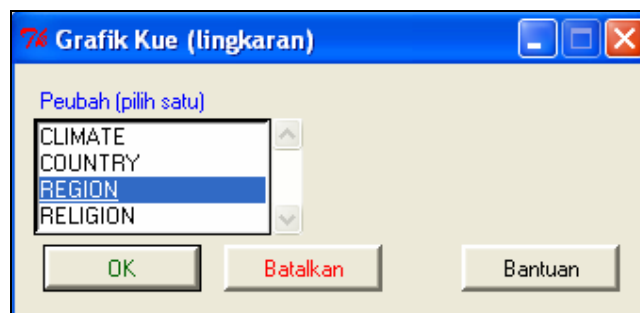 Grafik Kue (lingkaran)
Peubah (pilih satu)
CLIMATE
COUNTRY
REGION
RELIGION
OK Batalkan Bantuan